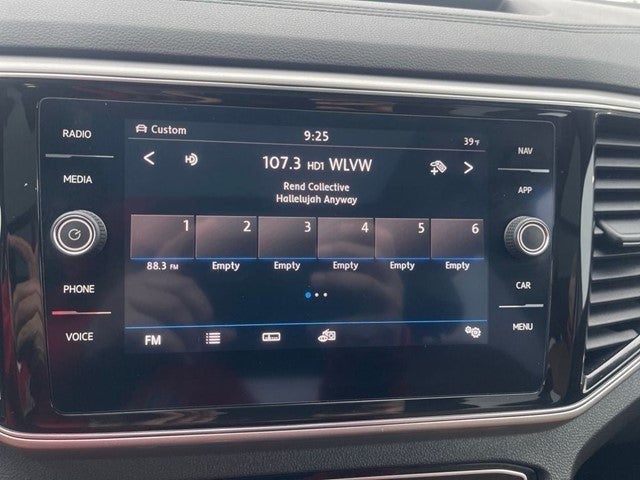 Custom
9:25
39°F
RADIO
MEDIA
PHONE
VOICE
< 107.3 HD1 WLVW >
Rend Collective
Hallelujah Anyway
1 2 3 4 5 6
88.3 FM Empty Empty Empty Empty Empty
FM
NAV
APP
CAR
MENU